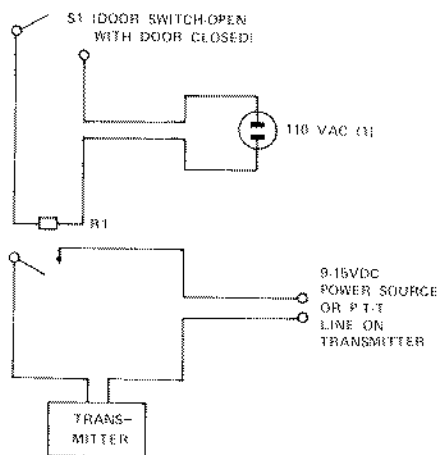 S1 (DOOR SWITCH-OPEN
WITH DOOR CLOSED)
110 VAC (1)
R1
9-15VDC
POWER SOURCE
OR P.T-T
LINE ON
TRANSMITTER
TRANS-
MITTER